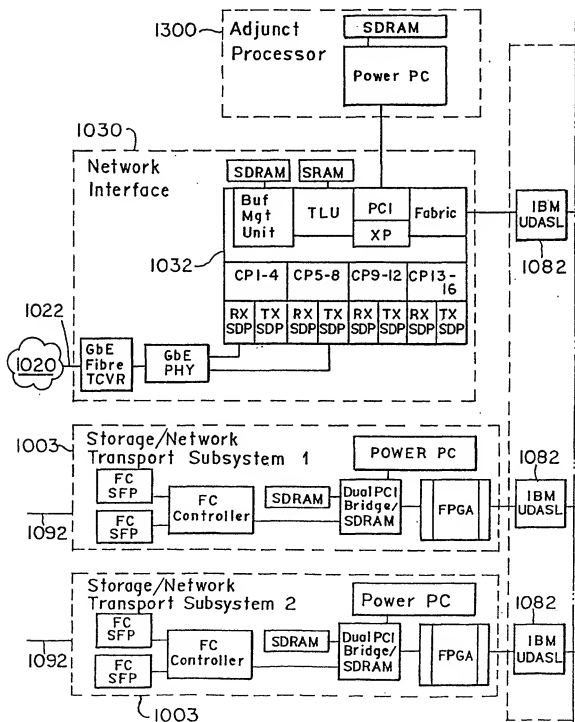 1300
Adjunct
Processor
SDRAM
Power PC
1030
Network
Interface
SDRAM
SRAM
Buf
Mgt
Unit
TLU
PCI
XP
Fabric
IBM
UDASL
1082
1032
CP1-4
CP5-8
CP9-12
CP13-
16
RX
SDP
TX
SDP
RX
SDP
TX
SDP
RX
SDP
TX
SDP
RX
SDP
TX
SDP
1022
1020
GbE
Fibre
TCVR
GbE
PHY
1003
Storage/Network
Transport Subsystem 1
POWER PC
FC
SFP
FC
SFP
FC
Controller
SDRAM
Dual PCI
Bridge/
SDRAM
FPGA
1082
IBM
UDASL
1092
Storage/Network
Transport Subsystem 2
Power PC
FC
SFP
FC
SFP
FC
Controller
SDRAM
Dual PCI
Bridge/
SDRAM
FPGA
1082
IBM
UDASL
1092
1003